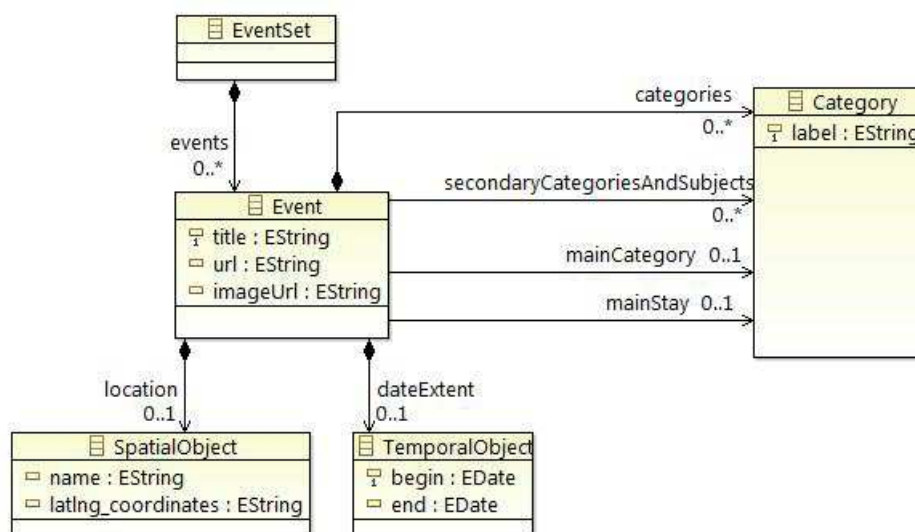 EventSet
events
0..*
categories
0..*
Category
label : EString
secondaryCategoriesAndSubjects
0..*
Event
title : EString
url : EString
imageUrl : EString
mainCategory 0..1
mainStay 0..1
location
0..1
dateExtent
0..1
SpatialObject
name : EString
latlng_coordinates : EString
TemporalObject
begin : EDate
end : EDate